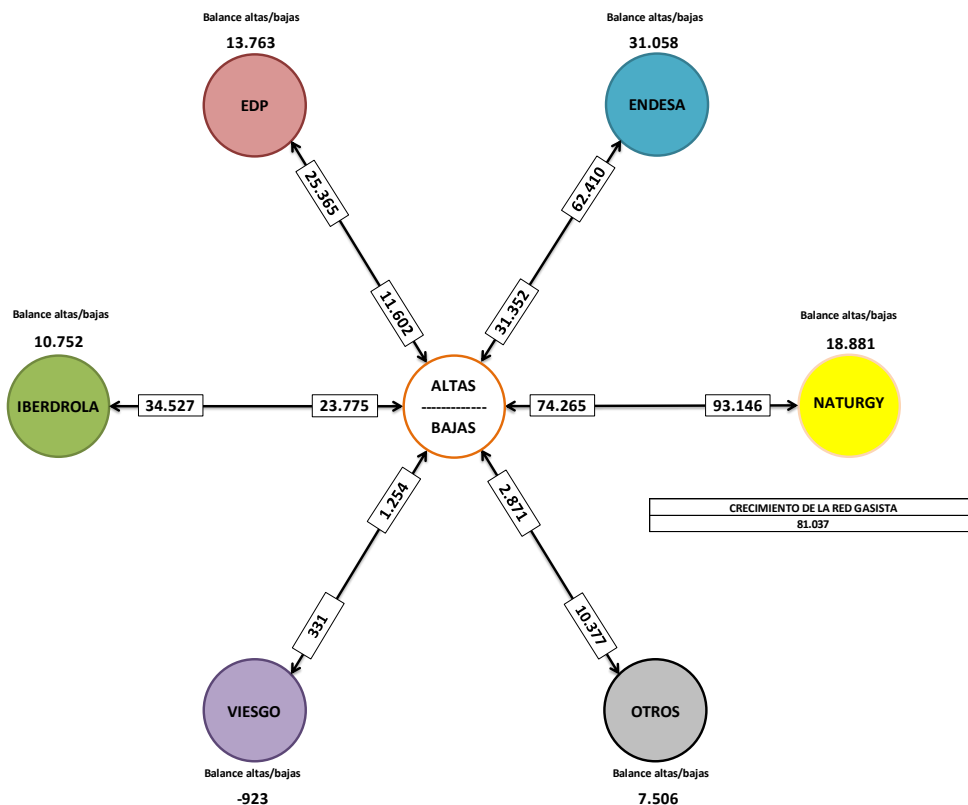 Balance altas/bajas
13.763
EDP
Balance altas/bajas
31.058
ENDESA
25.365
11.602
62.410
31.352
Balance altas/bajas
10.752
IBERDROLA
34.527
23.775
ALTAS
-------------
BAJAS
74.265
93.146
Balance altas/bajas
18.881
NATURGY
1.254
331
2.871
10.377
CRECIMIENTO DE LA RED GASISTA
81.037
VIESGO
Balance altas/bajas
-923
OTROS
Balance altas/bajas
7.506